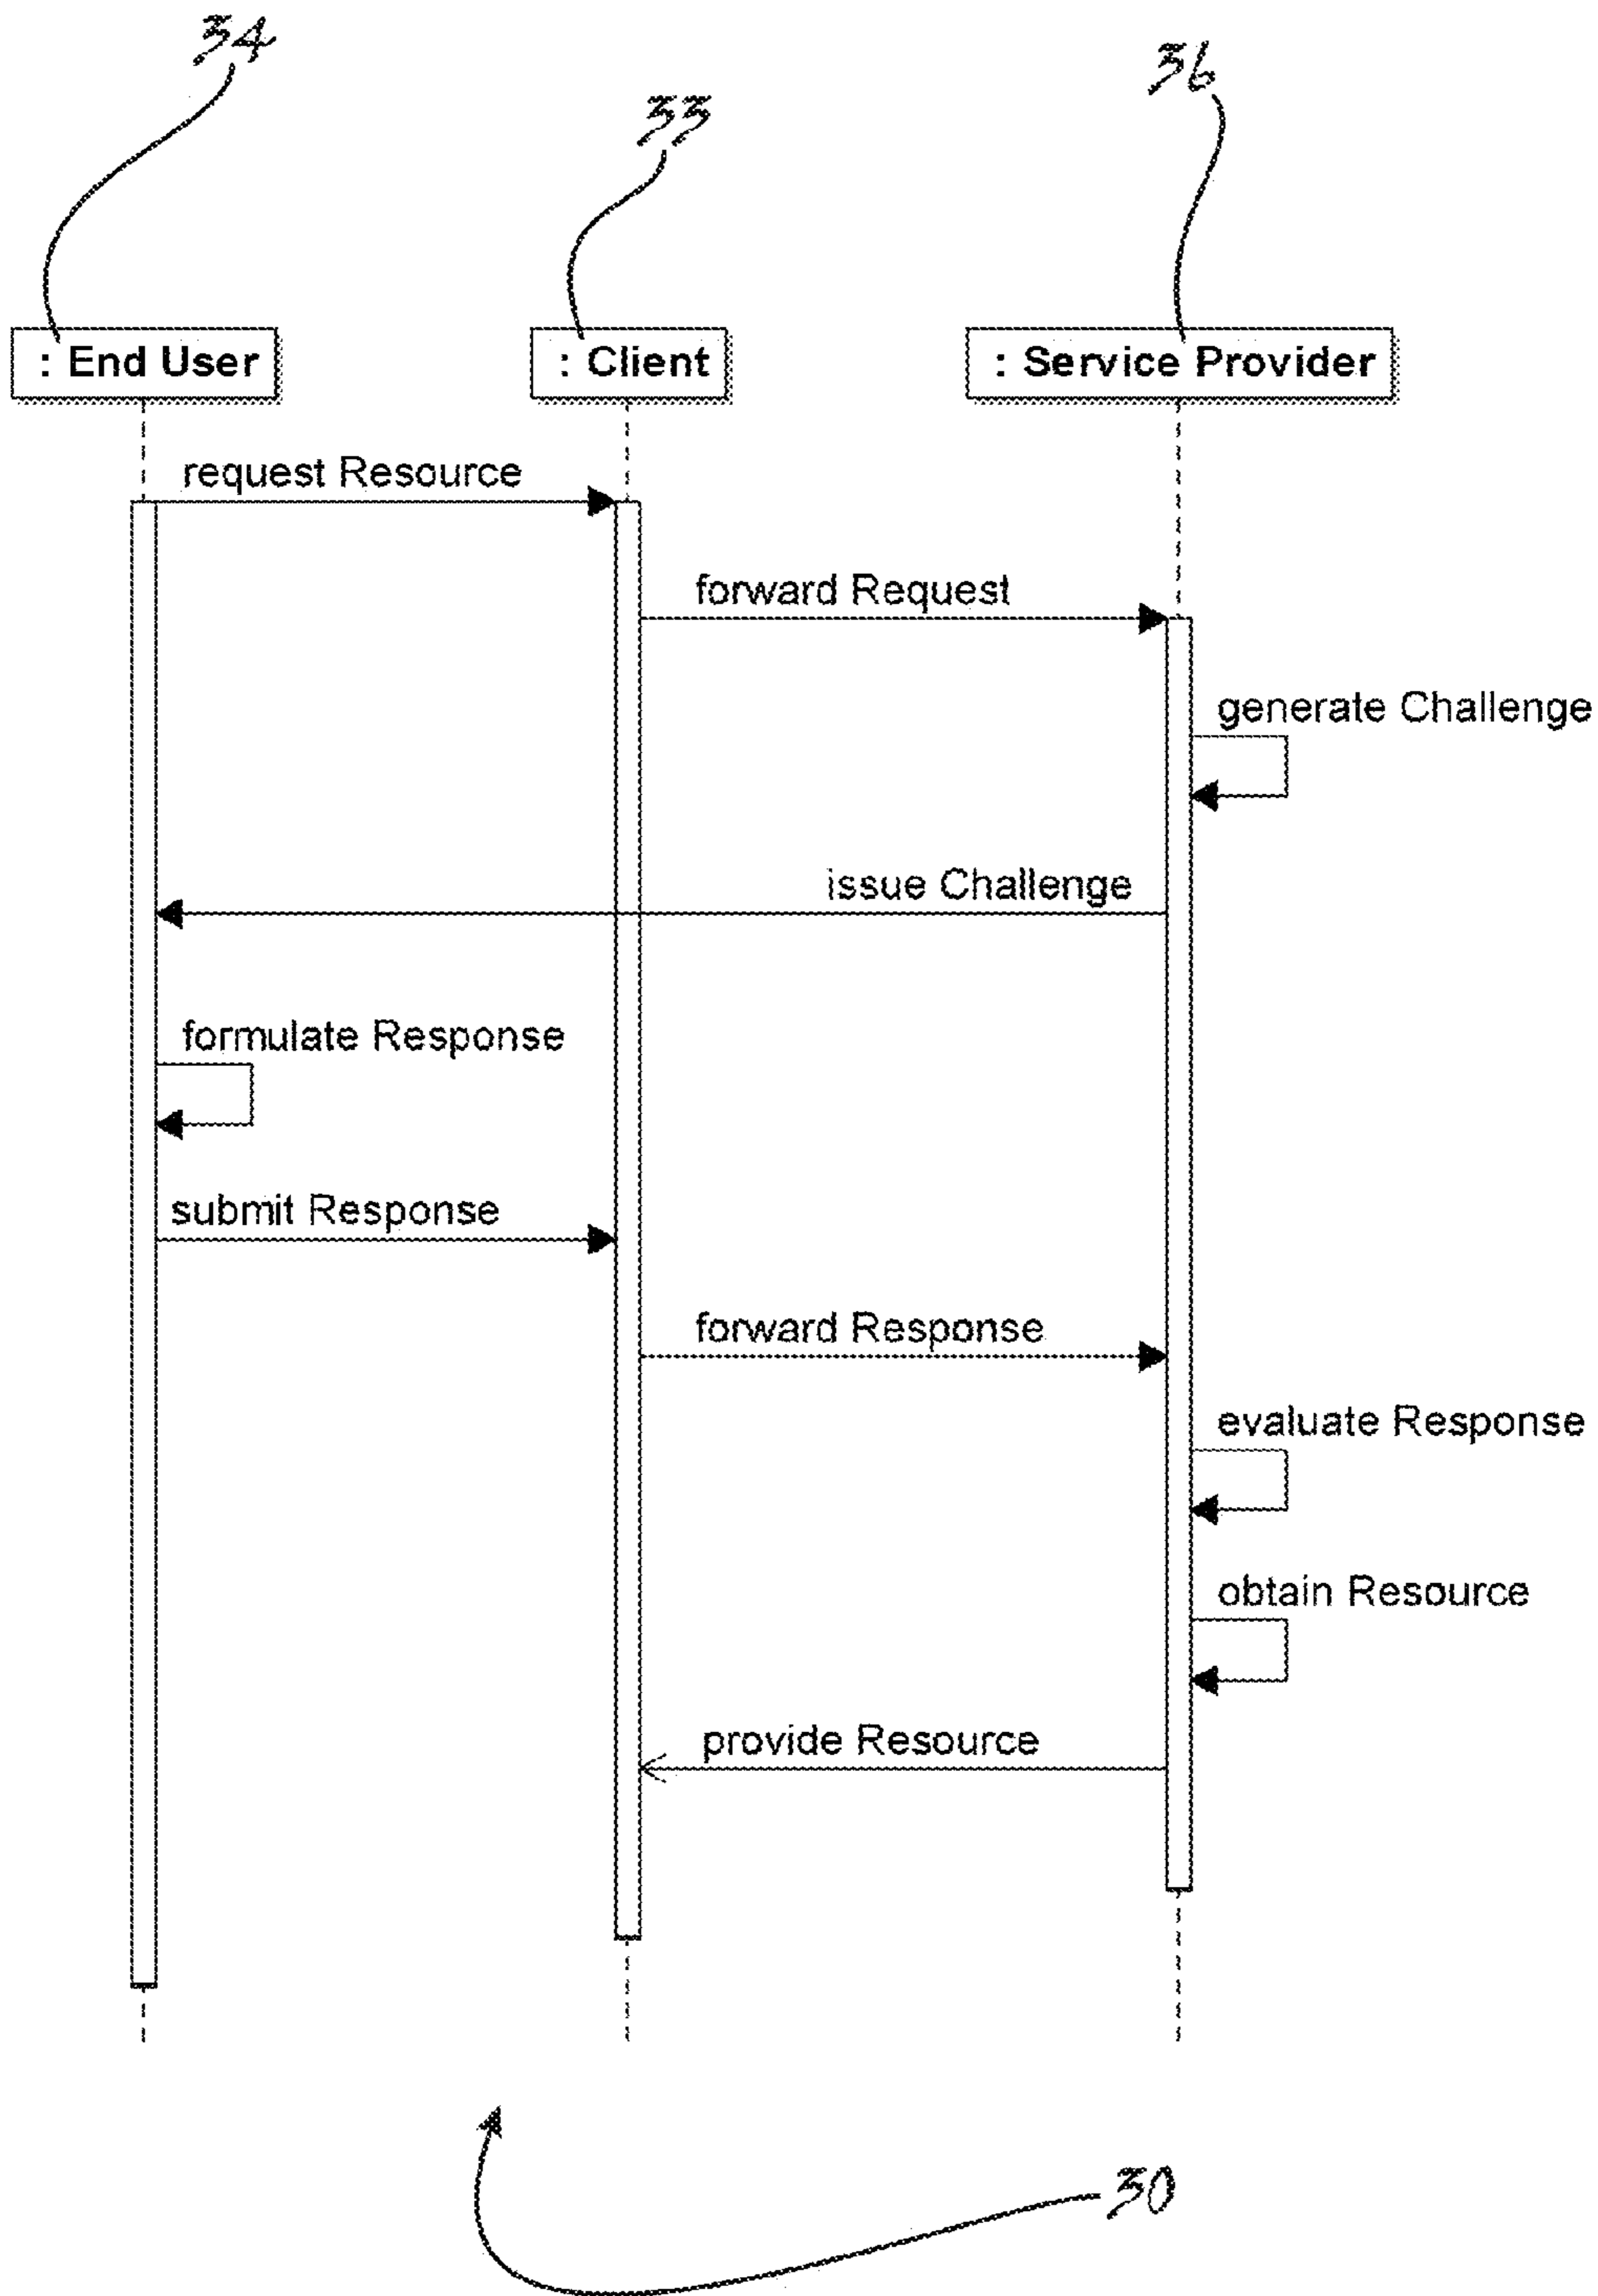 34
33
36
: End User
: Client
: Service Provider
request Resource
forward Request
generate Challenge
issue Challenge
formulate Response
submit Response
forward Response
evaluate Response
obtain Resource
provide Resource
30